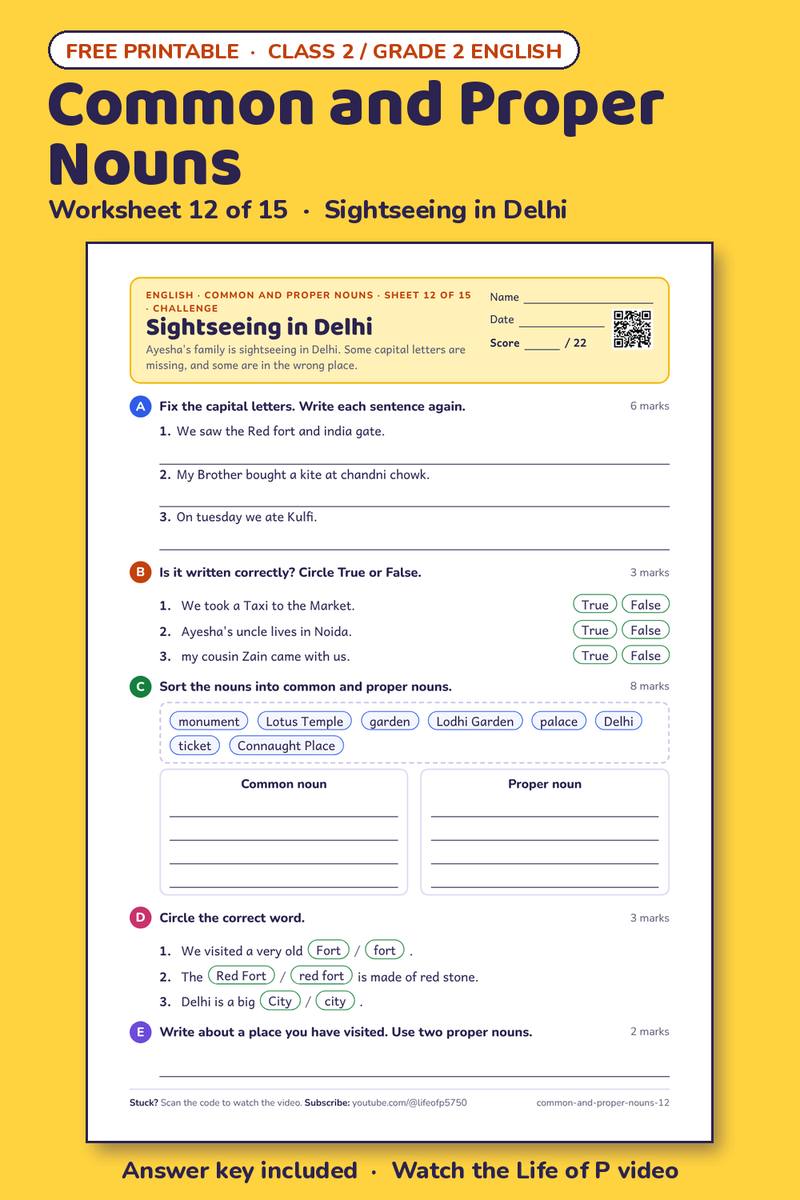 FREE PRINTABLE · CLASS 2 / GRADE 2 ENGLISH
Common and Proper
Nouns
Worksheet 12 of 15 · Sightseeing in Delhi
ENGLISH · COMMON AND PROPER NOUNS · SHEET 12 OF 15
· CHALLENGE
Sightseeing in Delhi
Ayesha's family is sightseeing in Delhi. Some capital letters are
missing, and some are in the wrong place.
Name
Date
Score / 22
A Fix the capital letters. Write each sentence again. 6 marks
1. We saw the Red fort and india gate.
2. My Brother bought a kite at chandni chowk.
3. On tuesday we ate Kulfi.
B Is it written correctly? Circle True or False. 3 marks
1. We took a Taxi to the Market. True False
2. Ayesha's uncle lives in Noida. True False
3. my cousin Zain came with us. True False
C Sort the nouns into common and proper nouns. 8 marks
monument Lotus Temple garden Lodhi Garden palace Delhi
ticket Connaught Place
Common noun Proper noun
D Circle the correct word. 3 marks
1. We visited a very old Fort / fort .
2. The Red Fort / red fort is made of red stone.
3. Delhi is a big City / city .
E Write about a place you have visited. Use two proper nouns. 2 marks
Stuck? Scan the code to watch the video. Subscribe: youtube.com/@lifeofp5750 common-and-proper-nouns-12
Answer key included · Watch the Life of P video